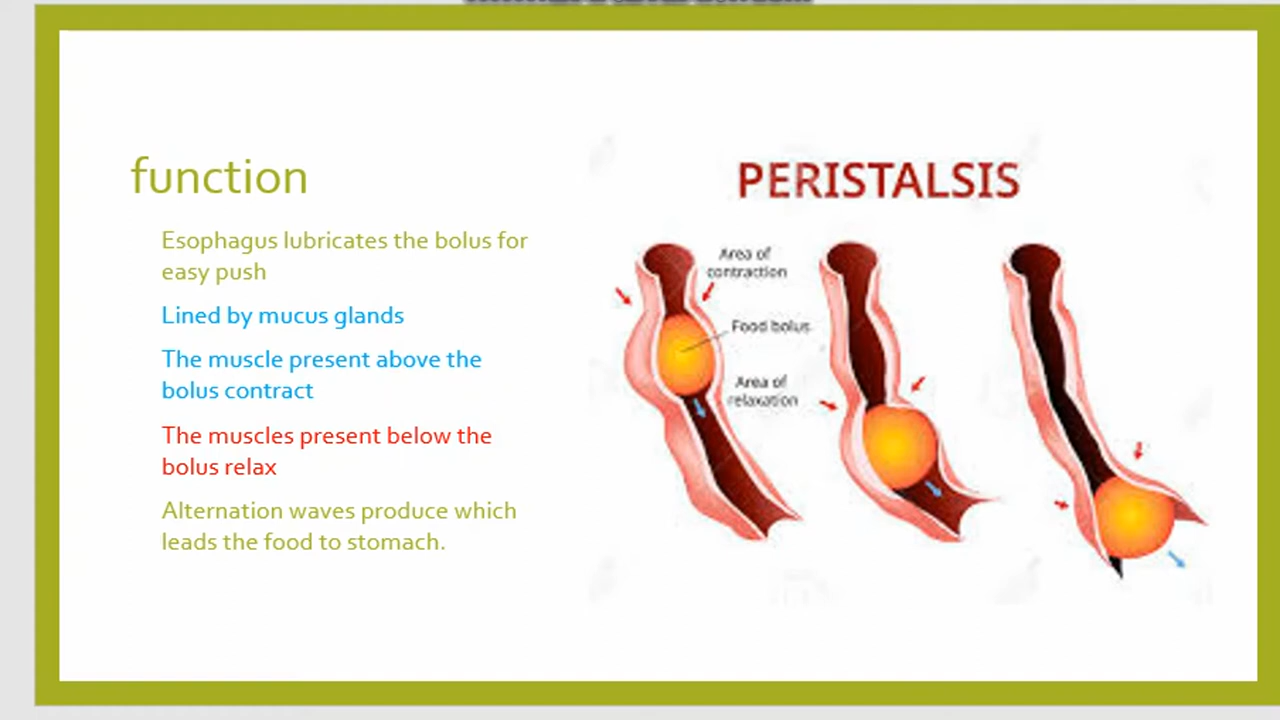 function
Esophagus lubricates the bolus for
easy push
Lined by mucus glands
The muscle present above the
bolus contract
The muscles present below the
bolus relax
Alternation waves produce which
leads the food to stomach.
PERISTALSIS
Area of
contraction
Food bolus
Area of
relaxation